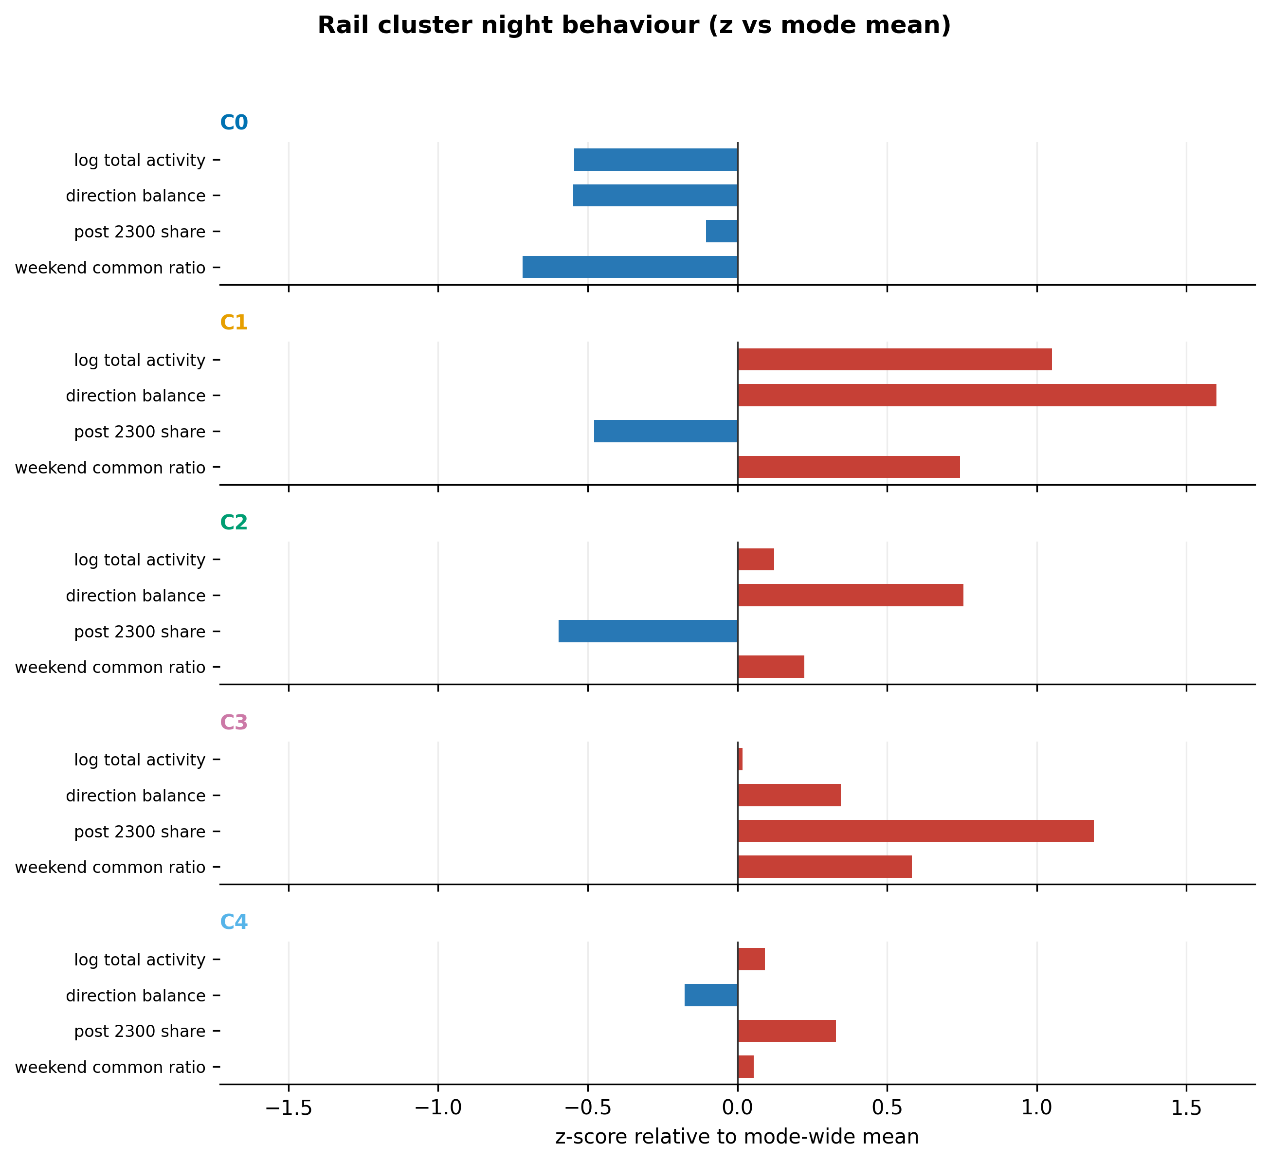 Rail cluster night behaviour (z vs mode mean)
C0
log total activity
direction balance
post 2300 share
weekend common ratio
C1
log total activity
direction balance
post 2300 share
weekend common ratio
C2
log total activity
direction balance
post 2300 share
weekend common ratio
C3
log total activity
direction balance
post 2300 share
weekend common ratio
C4
log total activity
direction balance
post 2300 share
weekend common ratio
−1.5 −1.0 −0.5 0.0 0.5 1.0 1.5
z-score relative to mode-wide mean